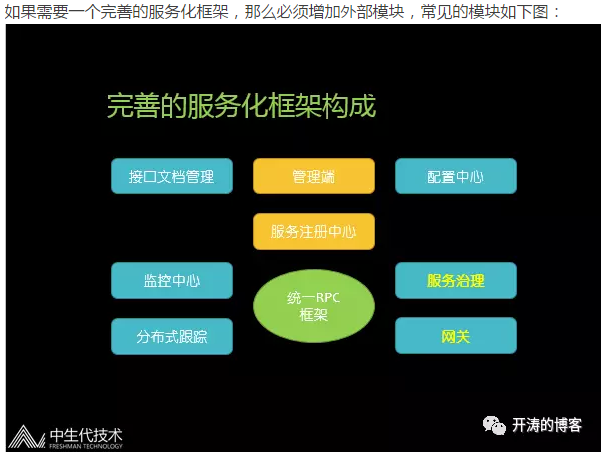 如果需要一个完善的服务化框架，那么必须增加外部模块，常见的模块如下图：
完善的服务化框架构成
接口文档管理
管理端
配置中心
服务注册中心
监控中心
统一RPC
框架
服务治理
分布式跟踪
网关
中生代技术
FRESHMAN TECHNOLOGY
开涛的博客